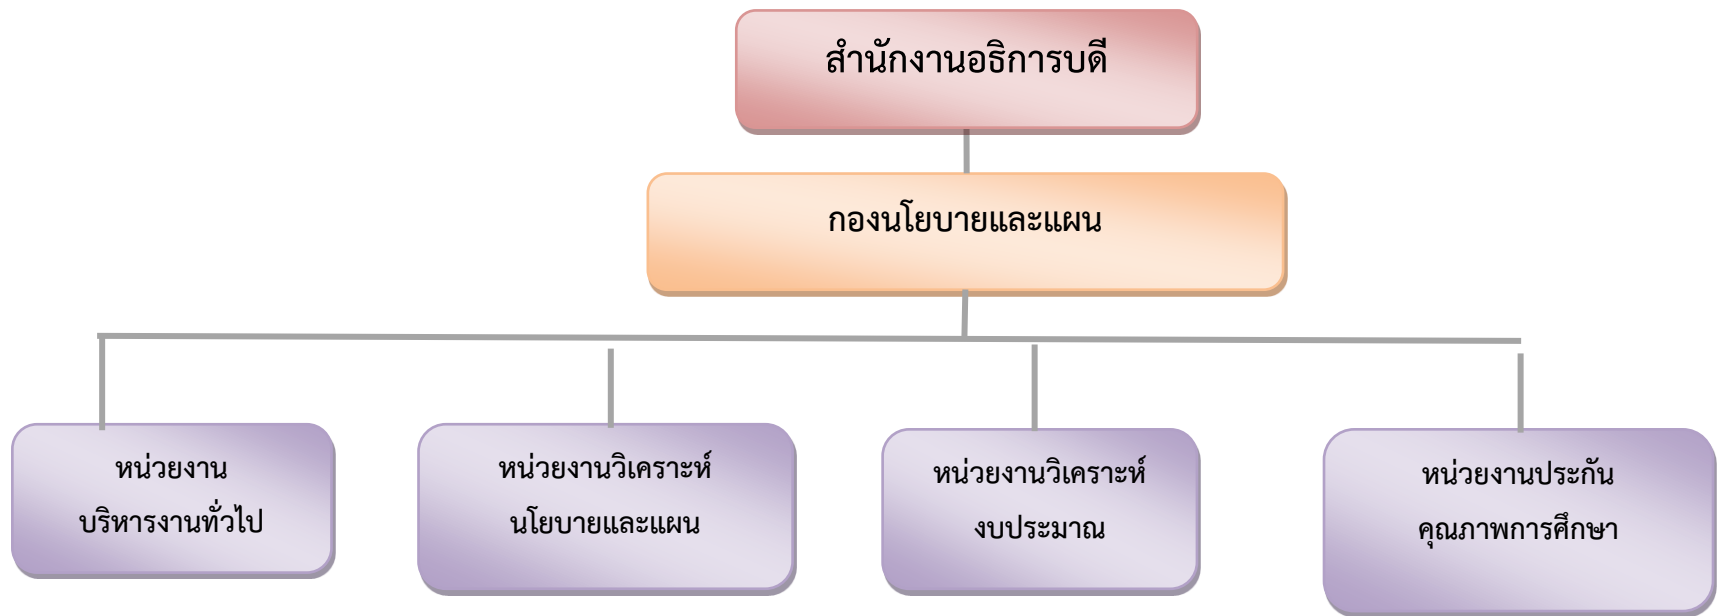 สำนักงานอธิการบดี
กองนโยบายและแผน
หน่วยงาน
บริหารงานทั่วไป
หน่วยงานวิเคราะห์
นโยบายและแผน
หน่วยงานวิเคราะห์
งบประมาณ
หน่วยงานประกัน
คุณภาพการศึกษา